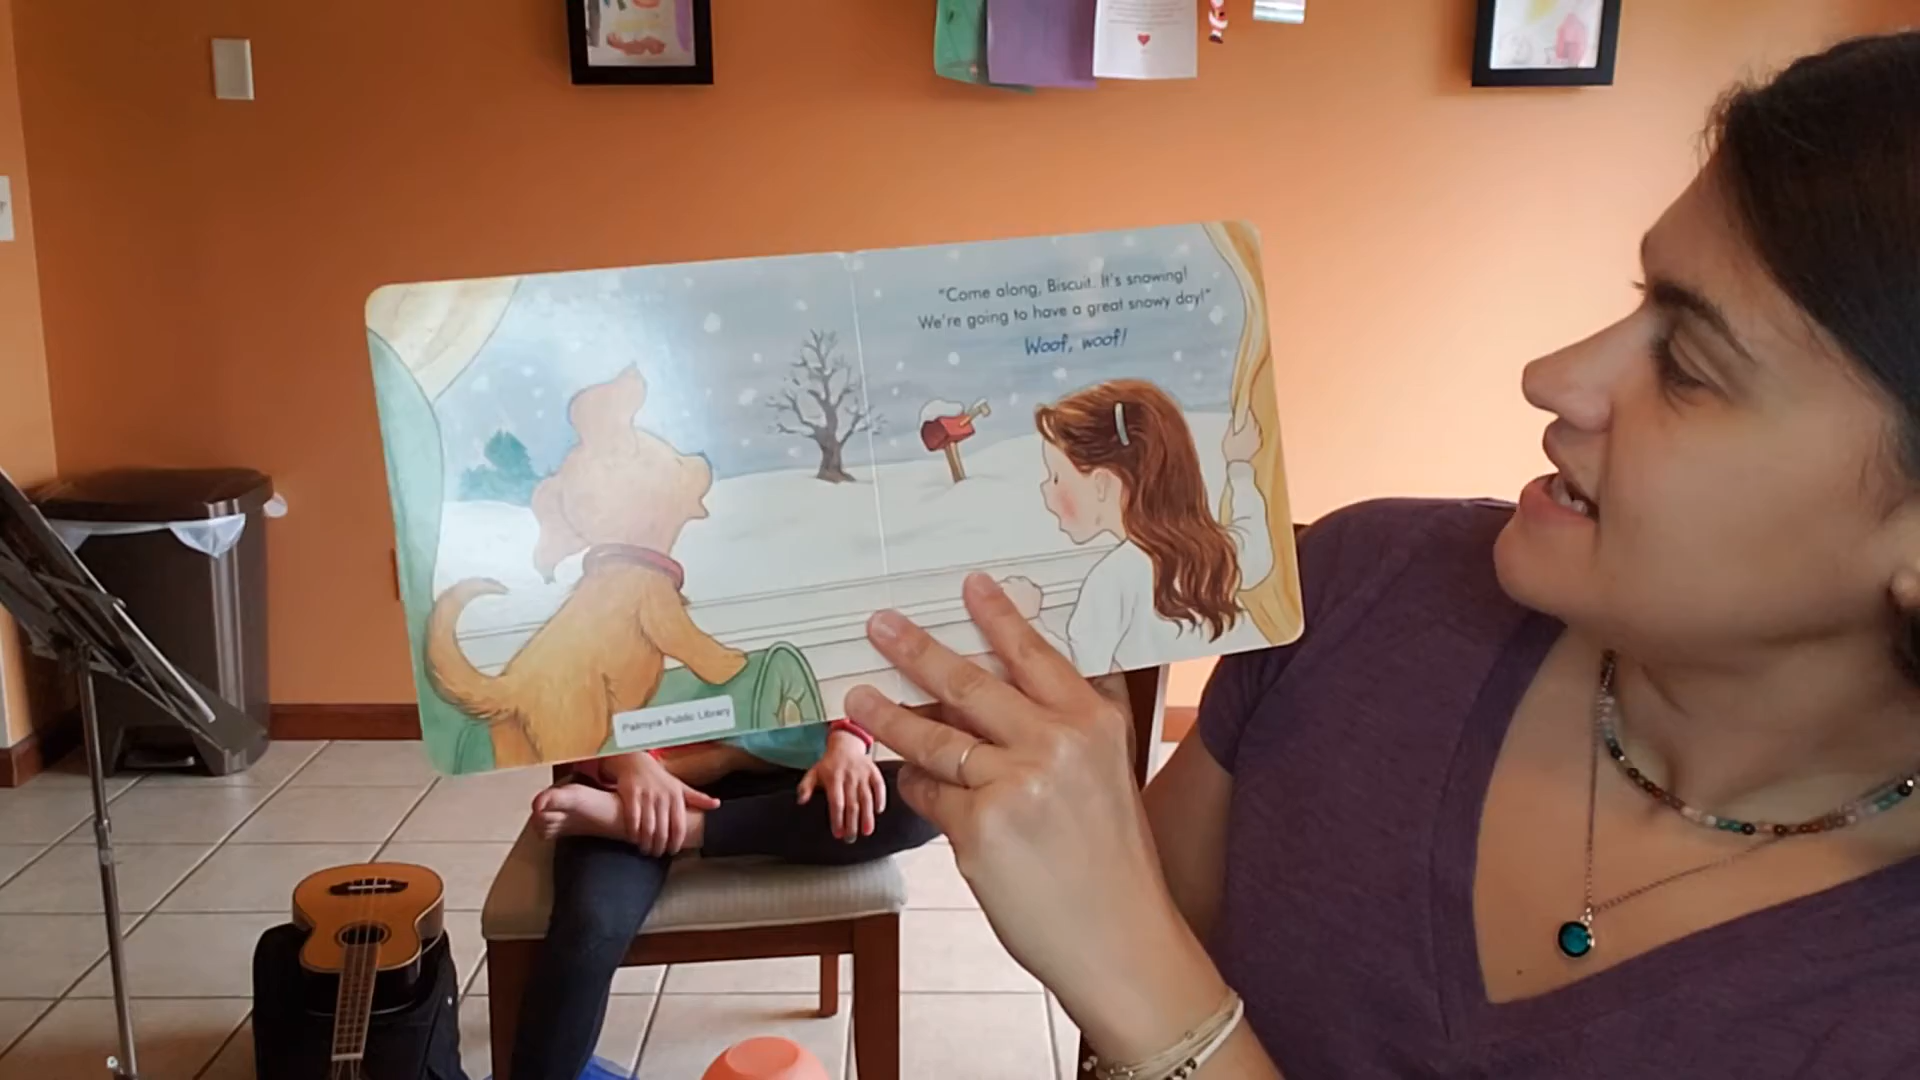 "Come along, Biscuit. It's snowing!
We're going to have a great snowy day!"
Woof, woof!
Palmyra Public Library